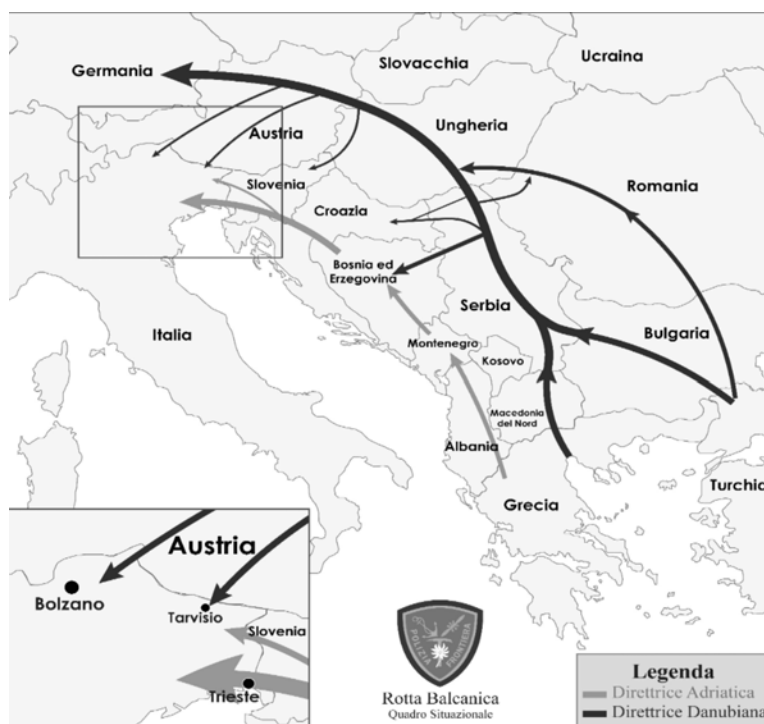 Slovacchia
Ucraina
Germania
Ungheria
Austria
Romania
Slovenia
Croazia
Bosnia ed
Erzegovina
Serbia
Bulgaria
Italia
Montenegro
Kosovo
Macedonia
del Nord
Albania
Turchia
Grecia
Austria
Bolzano
Tarvisio
Slovenia
Trieste
POLIZIA
FRONTIERA
Rotta Balcanica
Quadro Situazionale
Legenda
Direttrice Adriatica
Direttrice Danubiana